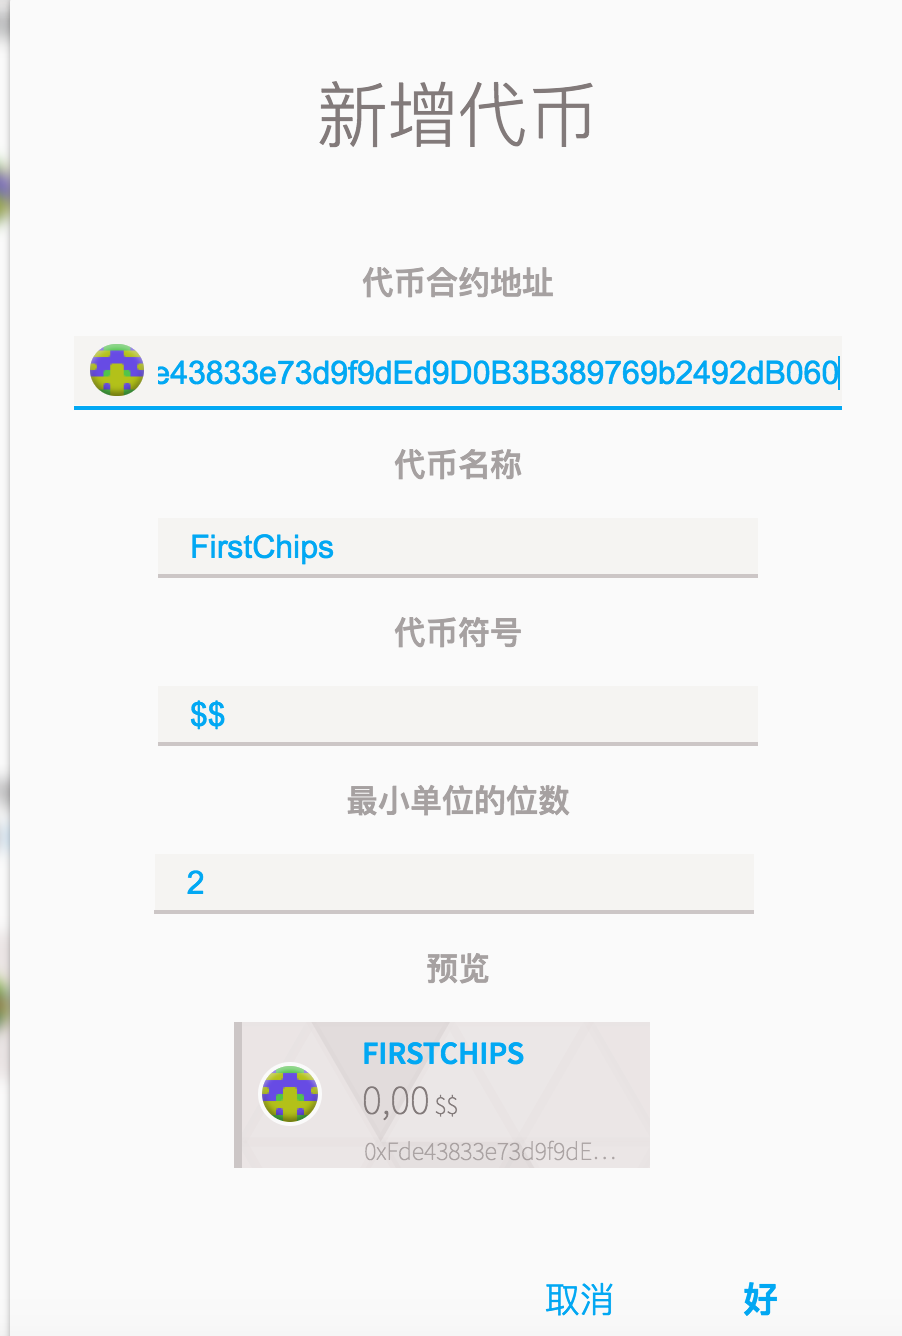 新增代币
代币合约地址
e43833e73d9f9dEd9D0B3B389769b2492dB060
代币名称
FirstChips
代币符号
$$
最小单位的位数
2
预览
FIRSTCHIPS
0,00 $$
0xFde43833e73d9f9dE...
取消 好